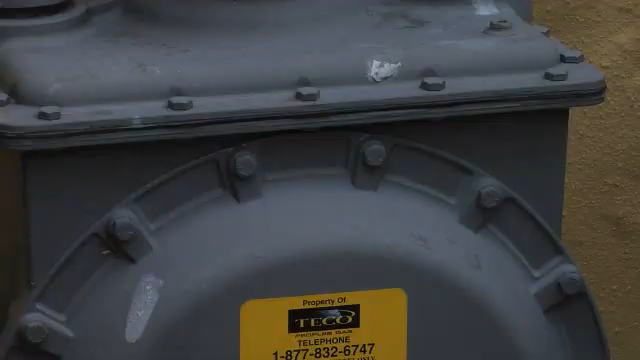 Property Of
TECO
PEOPLES GAS
TELEPHONE
1-877-832-6747